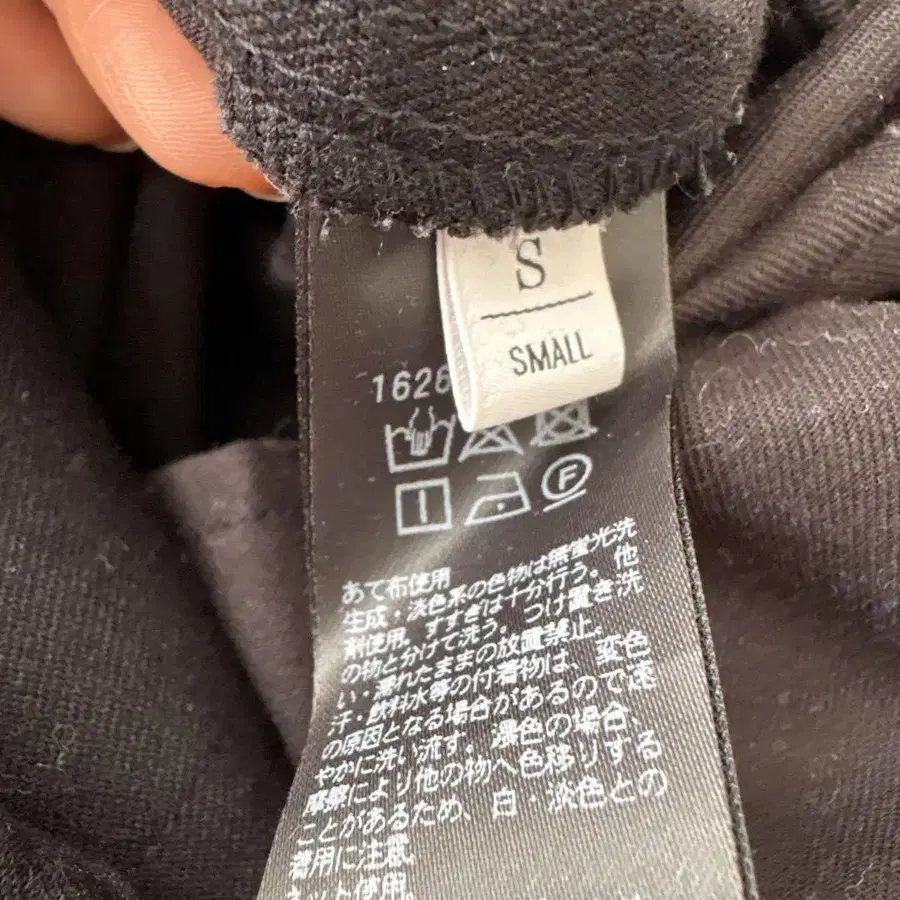 S
SMALL
1626
F
あて布使用
生成・淡色系の色物は無蛍光洗
剤使用。すすぎは十分行う。他
の物と分けて洗う。つけ置き洗
い・濡れたままの放置禁止。
汗・飲料水等の付着物は、変色
の原因となる場合があるので速
やかに洗い流す。濃色の場合、
摩擦により他の物へ色移りする
ことがあるため、白・淡色との
着用に注意。
ネット使用。